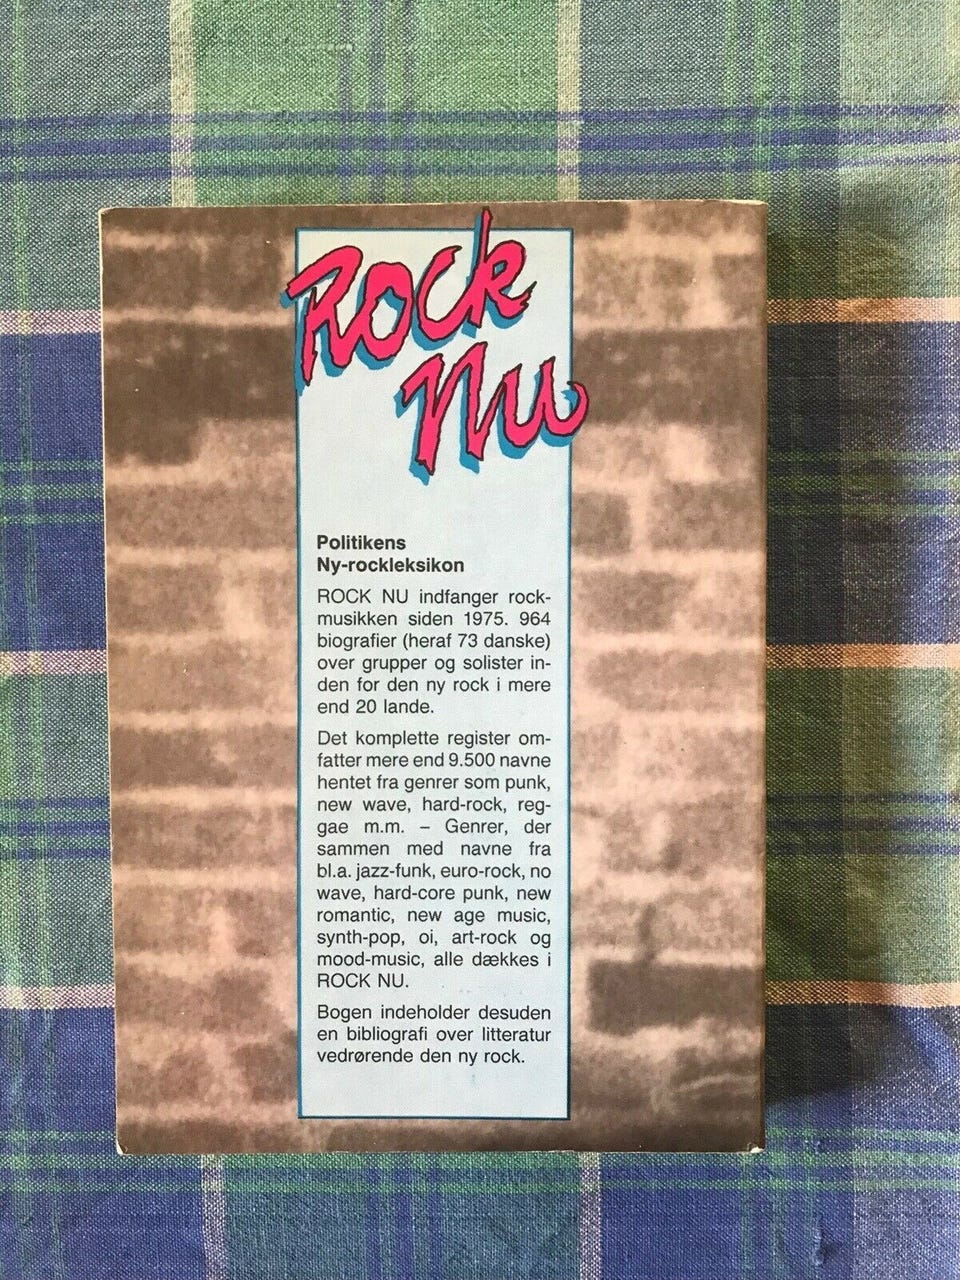 Rock
Nu
Politikens
Ny-rockleksikon
ROCK NU indfanger rock-
musikken siden 1975. 964
biografier (heraf 73 danske)
over grupper og solister in-
den for den ny rock i mere
end 20 lande.
Det komplette register om-
fatter mere end 9.500 navne
hentet fra genrer som punk,
new wave, hard-rock, reg-
gae m.m. – Genrer, der
sammen med navne fra
bl.a. jazz-funk, euro-rock, no
wave, hard-core punk, new
romantic, new age music,
synth-pop, oi, art-rock og
mood-music, alle dækkes i
ROCK NU.
Bogen indeholder desuden
en bibliografi over litteratur
vedrørende den ny rock.